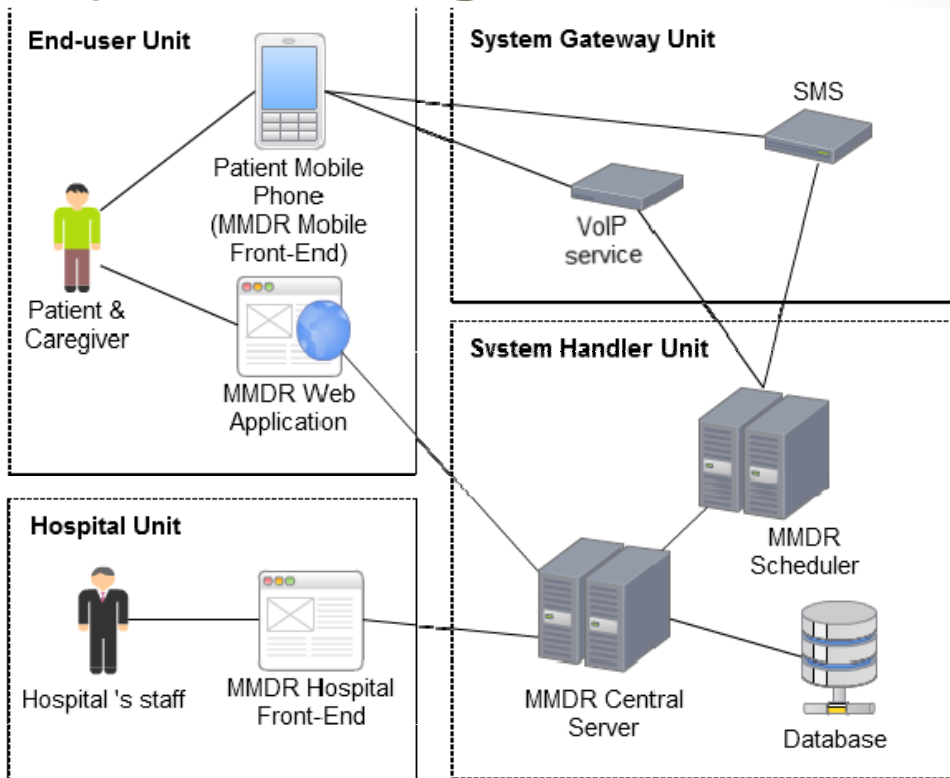 End-user Unit
Patient Mobile
Phone
(MMDR Mobile
Front-End)
Patient &
Caregiver
MMDR Web
Application
System Gateway Unit
SMS
VoIP
service
Hospital Unit
Hospital 's staff
MMDR Hospital
Front-End
System Handler Unit
MMDR
Scheduler
MMDR Central
Server
Database